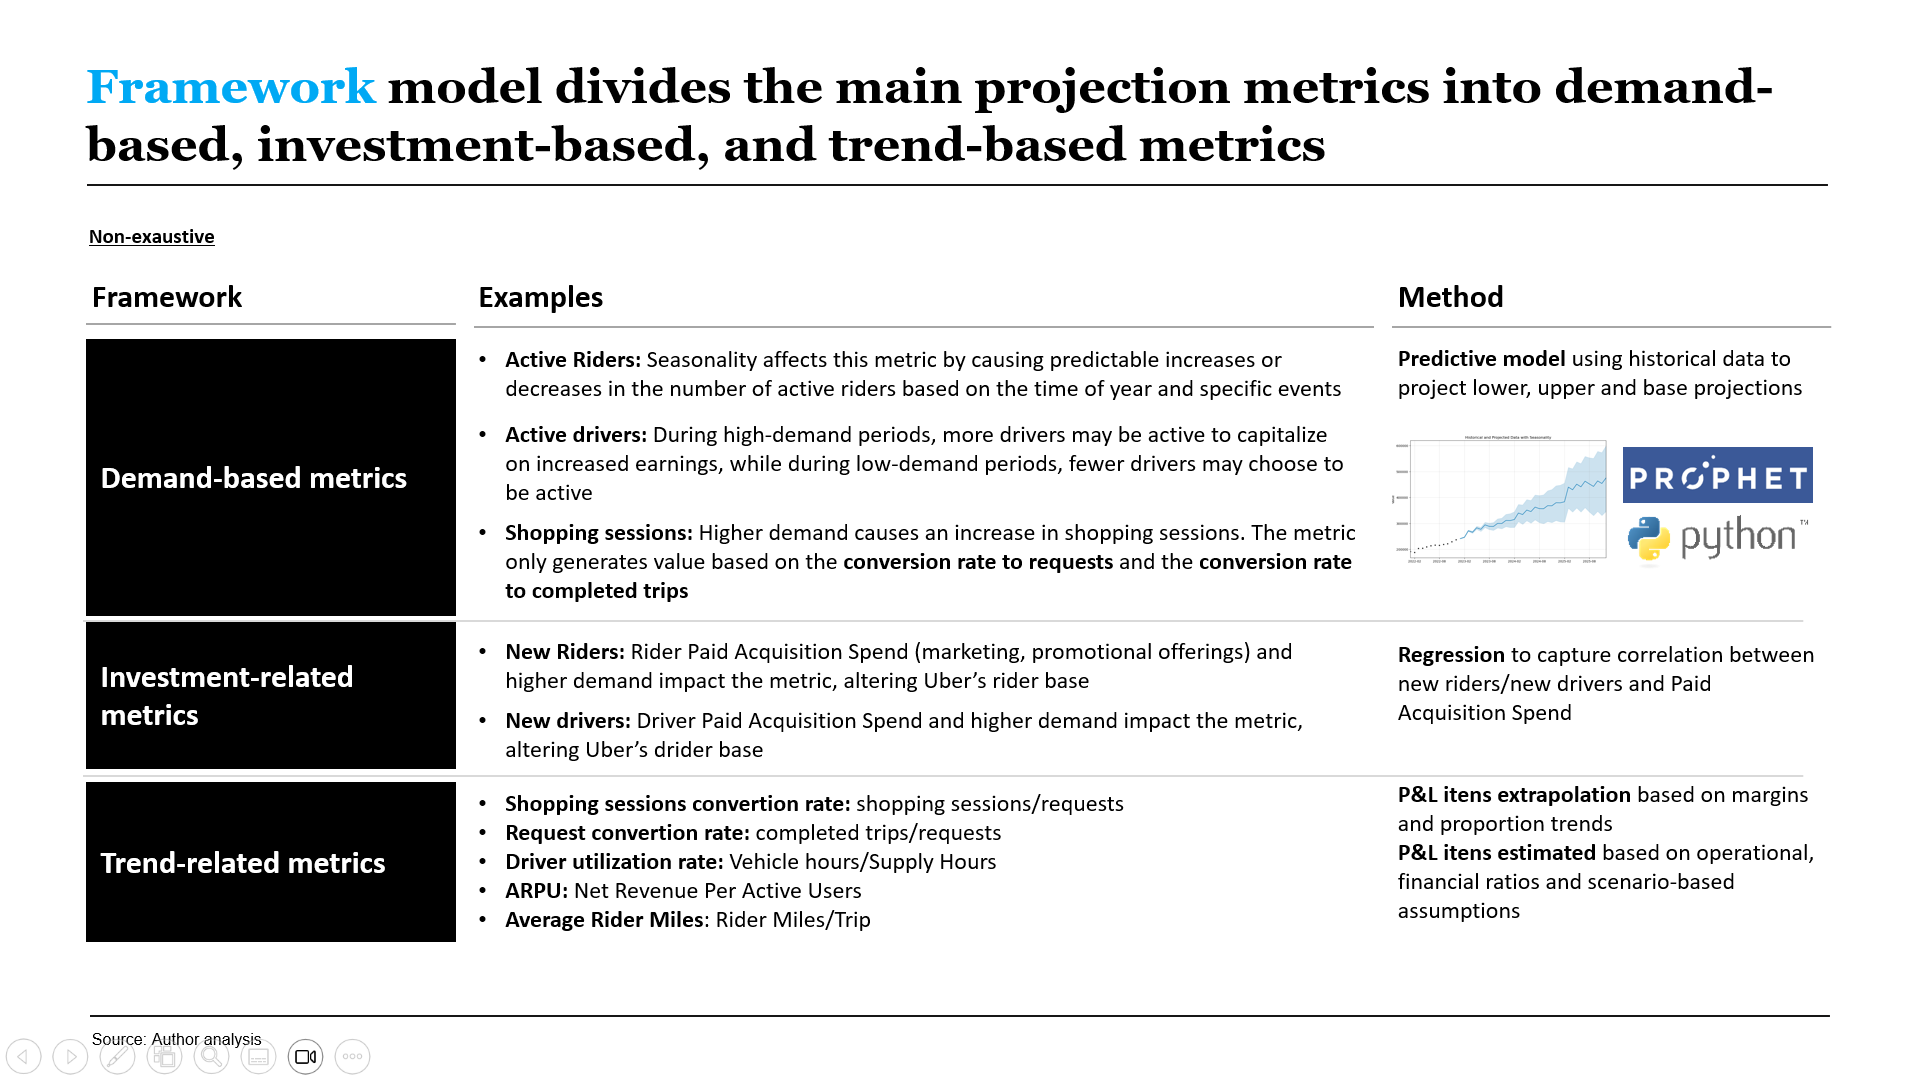 Framework model divides the main projection metrics into demand-
based, investment-based, and trend-based metrics
Non-exaustive
Framework
Examples
Method
Demand-based metrics
• Active Riders: Seasonality affects this metric by causing predictable increases or
decreases in the number of active riders based on the time of year and specific events
• Active drivers: During high-demand periods, more drivers may be active to capitalize
on increased earnings, while during low-demand periods, fewer drivers may choose to
be active
• Shopping sessions: Higher demand causes an increase in shopping sessions. The metric
only generates value based on the conversion rate to requests and the conversion rate
to completed trips
Predictive model using historical data to
project lower, upper and base projections
Historical and Projected Data with Seasonality
PROPHET
python™
Investment-related
metrics
• New Riders: Rider Paid Acquisition Spend (marketing, promotional offerings) and
higher demand impact the metric, altering Uber’s rider base
• New drivers: Driver Paid Acquisition Spend and higher demand impact the metric,
altering Uber’s drider base
Regression to capture correlation between
new riders/new drivers and Paid
Acquisition Spend
Trend-related metrics
• Shopping sessions convertion rate: shopping sessions/requests
• Request convertion rate: completed trips/requests
• Driver utilization rate: Vehicle hours/Supply Hours
• ARPU: Net Revenue Per Active Users
• Average Rider Miles: Rider Miles/Trip
P&L itens extrapolation based on margins
and proportion trends
P&L itens estimated based on operational,
financial ratios and scenario-based
assumptions
Source: Author analysis